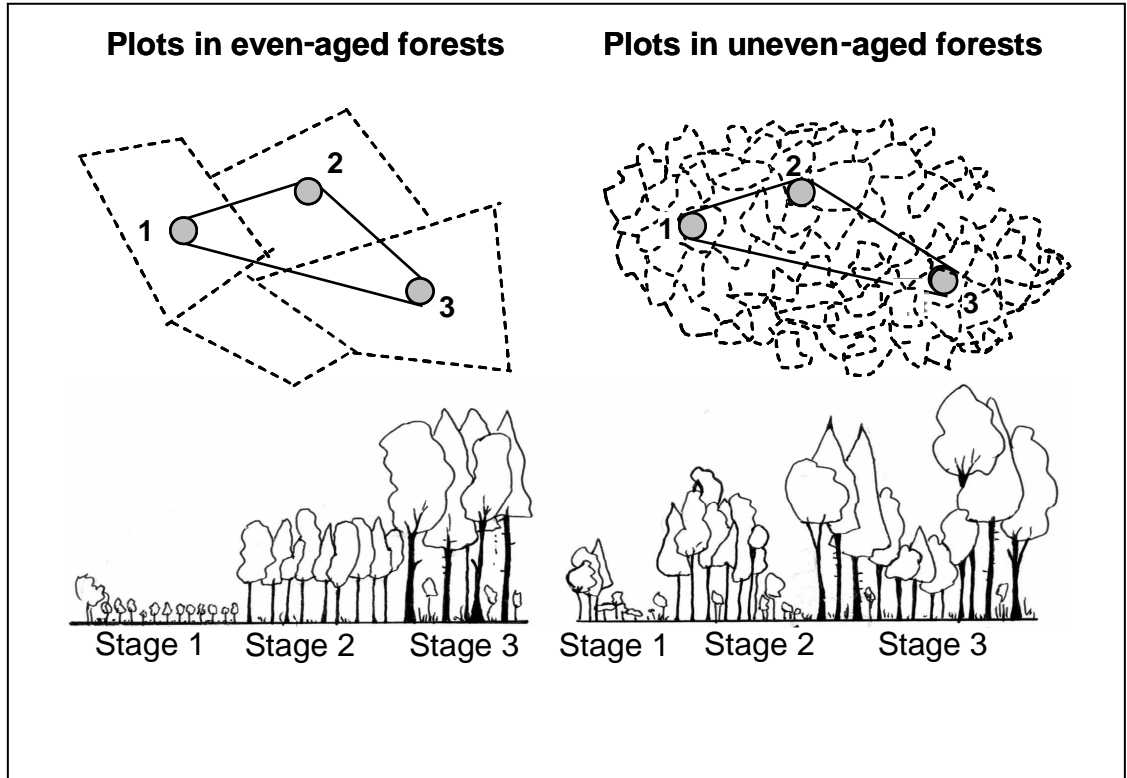 Plots in even-aged forests
Plots in uneven-aged forests
2
1
3
2
1
3
Stage 1
Stage 2
Stage 3
Stage 1
Stage 2
Stage 3